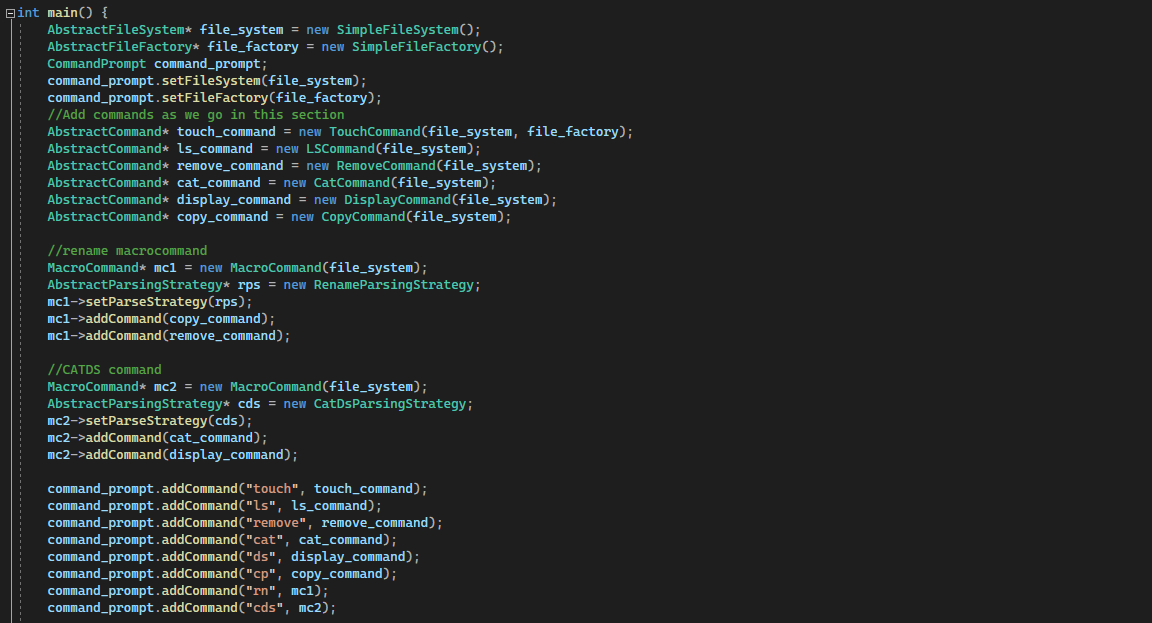 int main() {
    AbstractFileSystem* file_system = new SimpleFileSystem();
    AbstractFileFactory* file_factory = new SimpleFileFactory();
    CommandPrompt command_prompt;
    command_prompt.setFileSystem(file_system);
    command_prompt.setFileFactory(file_factory);
    //Add commands as we go in this section
    AbstractCommand* touch_command = new TouchCommand(file_system, file_factory);
    AbstractCommand* ls_command = new LSCommand(file_system);
    AbstractCommand* remove_command = new RemoveCommand(file_system);
    AbstractCommand* cat_command = new CatCommand(file_system);
    AbstractCommand* display_command = new DisplayCommand(file_system);
    AbstractCommand* copy_command = new CopyCommand(file_system);

    //rename macrocommand
    MacroCommand* mc1 = new MacroCommand(file_system);
    AbstractParsingStrategy* rps = new RenameParsingStrategy;
    mc1->setParseStrategy(rps);
    mc1->addCommand(copy_command);
    mc1->addCommand(remove_command);

    //CATDS command
    MacroCommand* mc2 = new MacroCommand(file_system);
    AbstractParsingStrategy* cds = new CatDsParsingStrategy;
    mc2->setParseStrategy(cds);
    mc2->addCommand(cat_command);
    mc2->addCommand(display_command);

    command_prompt.addCommand("touch", touch_command);
    command_prompt.addCommand("ls", ls_command);
    command_prompt.addCommand("remove", remove_command);
    command_prompt.addCommand("cat", cat_command);
    command_prompt.addCommand("ds", display_command);
    command_prompt.addCommand("cp", copy_command);
    command_prompt.addCommand("rn", mc1);
    command_prompt.addCommand("cds", mc2);